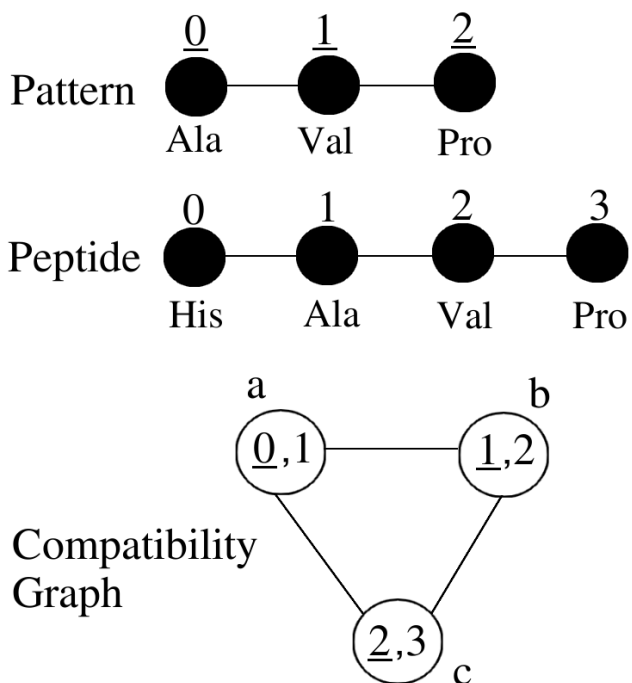 0 1 2
Pattern
Ala Val Pro
0 1 2 3
Peptide
His Ala Val Pro
a b
0,1 1,2
Compatibility
Graph
2,3
c